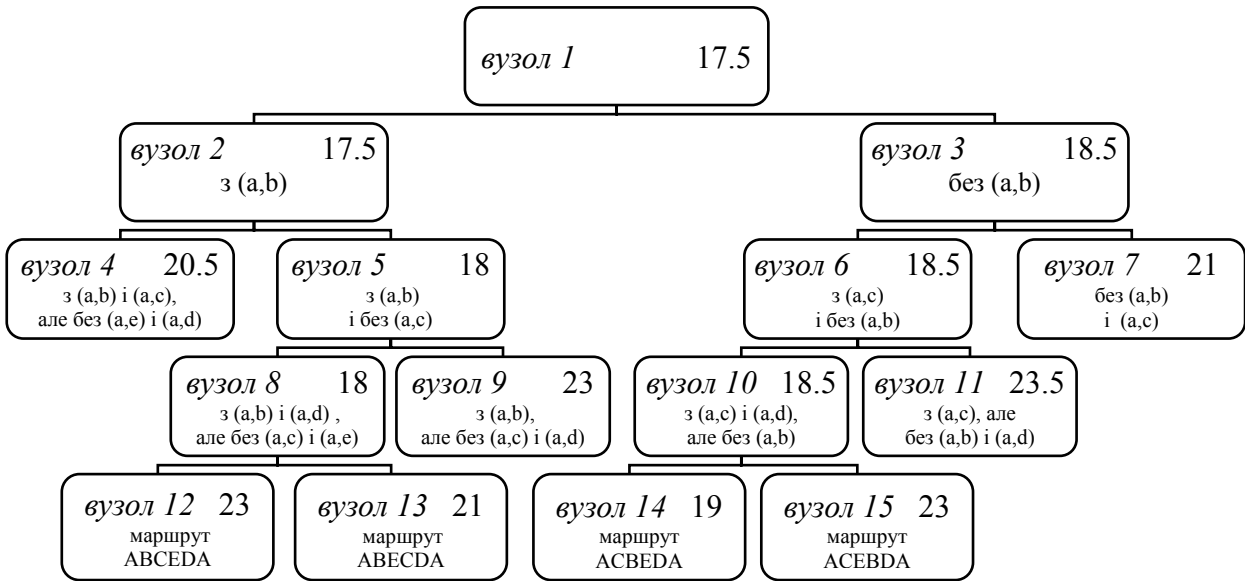 вузол 1 17.5
вузол 2 17.5
з (a,b)
вузол 3 18.5
без (a,b)
вузол 4 20.5
з (a,b) і (a,c),
але без (a,e) і (a,d)
вузол 5 18
з (a,b)
і без (a,c)
вузол 6 18.5
з (a,c)
і без (a,b)
вузол 7 21
без (a,b)
і (a,c)
вузол 8 18
з (a,b) і (a,d) ,
але без (a,c) і (a,e)
вузол 9 23
з (a,b),
але без (a,c) і (a,d)
вузол 10 18.5
з (a,c) і (a,d),
але без (a,b)
вузол 11 23.5
з (a,c), але
без (a,b) і (a,d)
вузол 12 23
маршрут
ABCEDA
вузол 13 21
маршрут
ABECDA
вузол 14 19
маршрут
ACBEDA
вузол 15 23
маршрут
ACEBDA